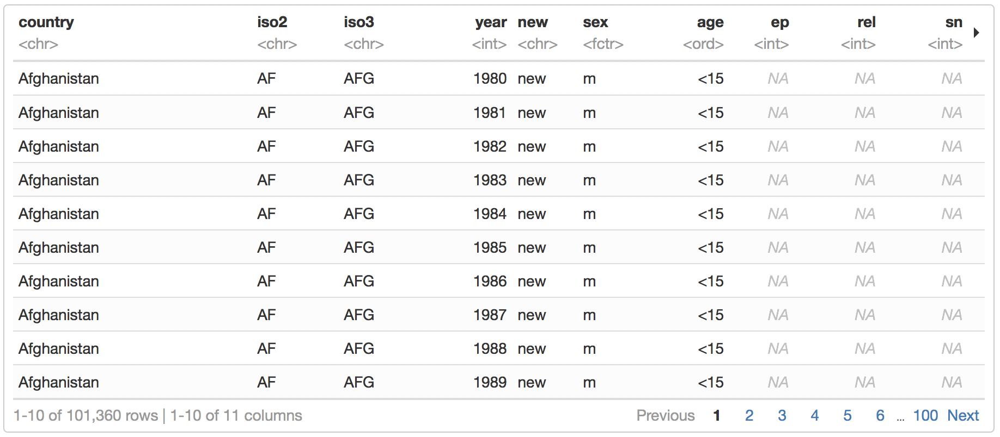 country iso2 iso3 year new sex age ep rel sn
<chr> <chr> <chr> <int> <chr> <fctr> <ord> <int> <int> <int>
Afghanistan AF AFG 1980 new m <15 NA NA NA
Afghanistan AF AFG 1981 new m <15 NA NA NA
Afghanistan AF AFG 1982 new m <15 NA NA NA
Afghanistan AF AFG 1983 new m <15 NA NA NA
Afghanistan AF AFG 1984 new m <15 NA NA NA
Afghanistan AF AFG 1985 new m <15 NA NA NA
Afghanistan AF AFG 1986 new m <15 NA NA NA
Afghanistan AF AFG 1987 new m <15 NA NA NA
Afghanistan AF AFG 1988 new m <15 NA NA NA
Afghanistan AF AFG 1989 new m <15 NA NA NA
1-10 of 101,360 rows | 1-10 of 11 columns Previous 1 2 3 4 5 6 ... 100 Next